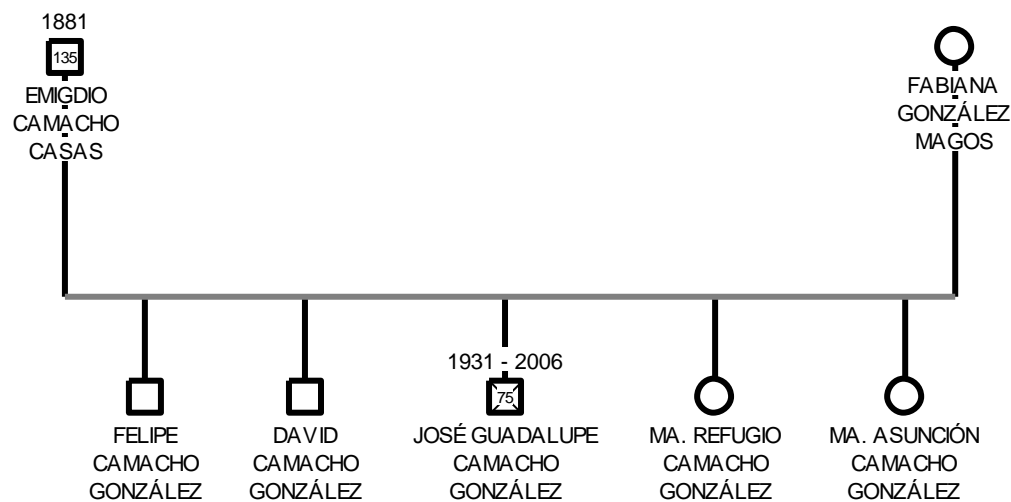 1881
135
EMIGDIO
CAMACHO
CASAS
FABIANA
GONZÁLEZ
MAGOS
1931 - 2006
75
FELIPE
CAMACHO
GONZÁLEZ
DAVID
CAMACHO
GONZÁLEZ
JOSÉ GUADALUPE
CAMACHO
GONZÁLEZ
MA. REFUGIO
CAMACHO
GONZÁLEZ
MA. ASUNCIÓN
CAMACHO
GONZÁLEZ